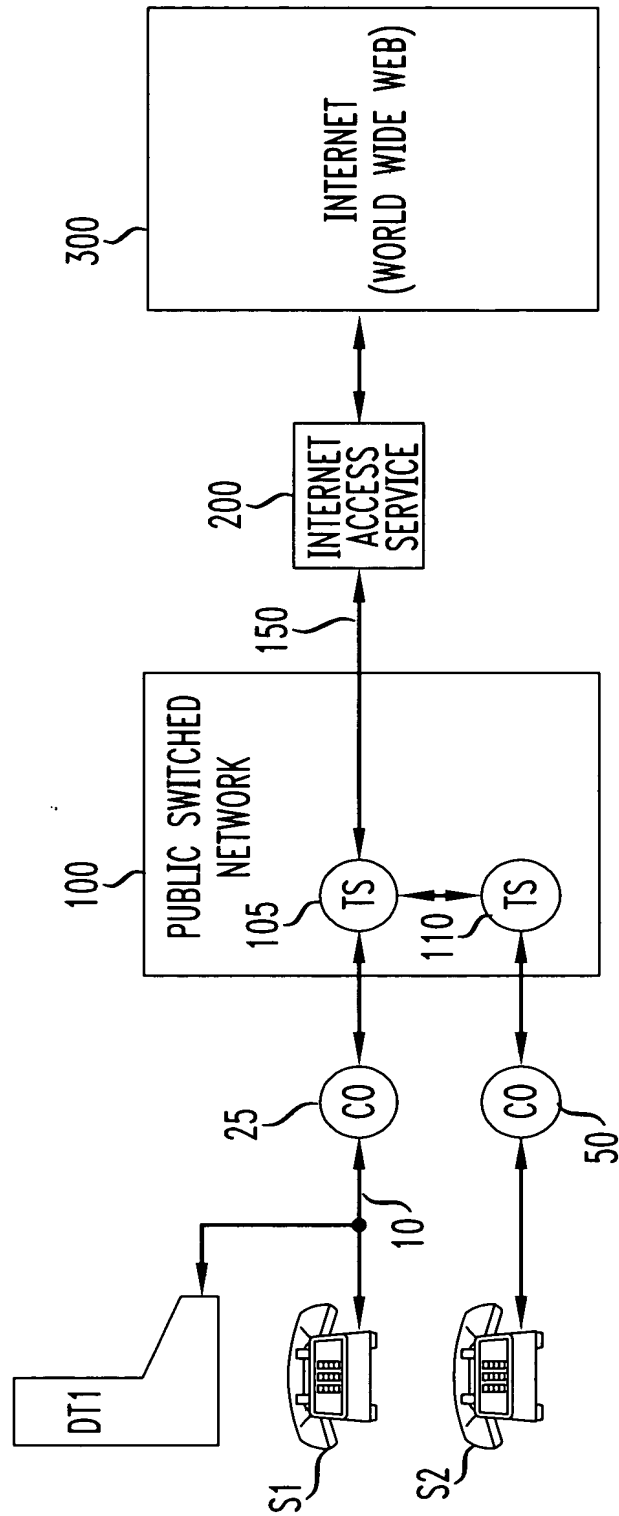 DT1
S1
S2
10
25
CO
50
CO
100
PUBLIC SWITCHED
NETWORK
105
TS
110
TS
150
200
INTERNET
ACCESS
SERVICE
300
INTERNET
(WORLD WIDE WEB)